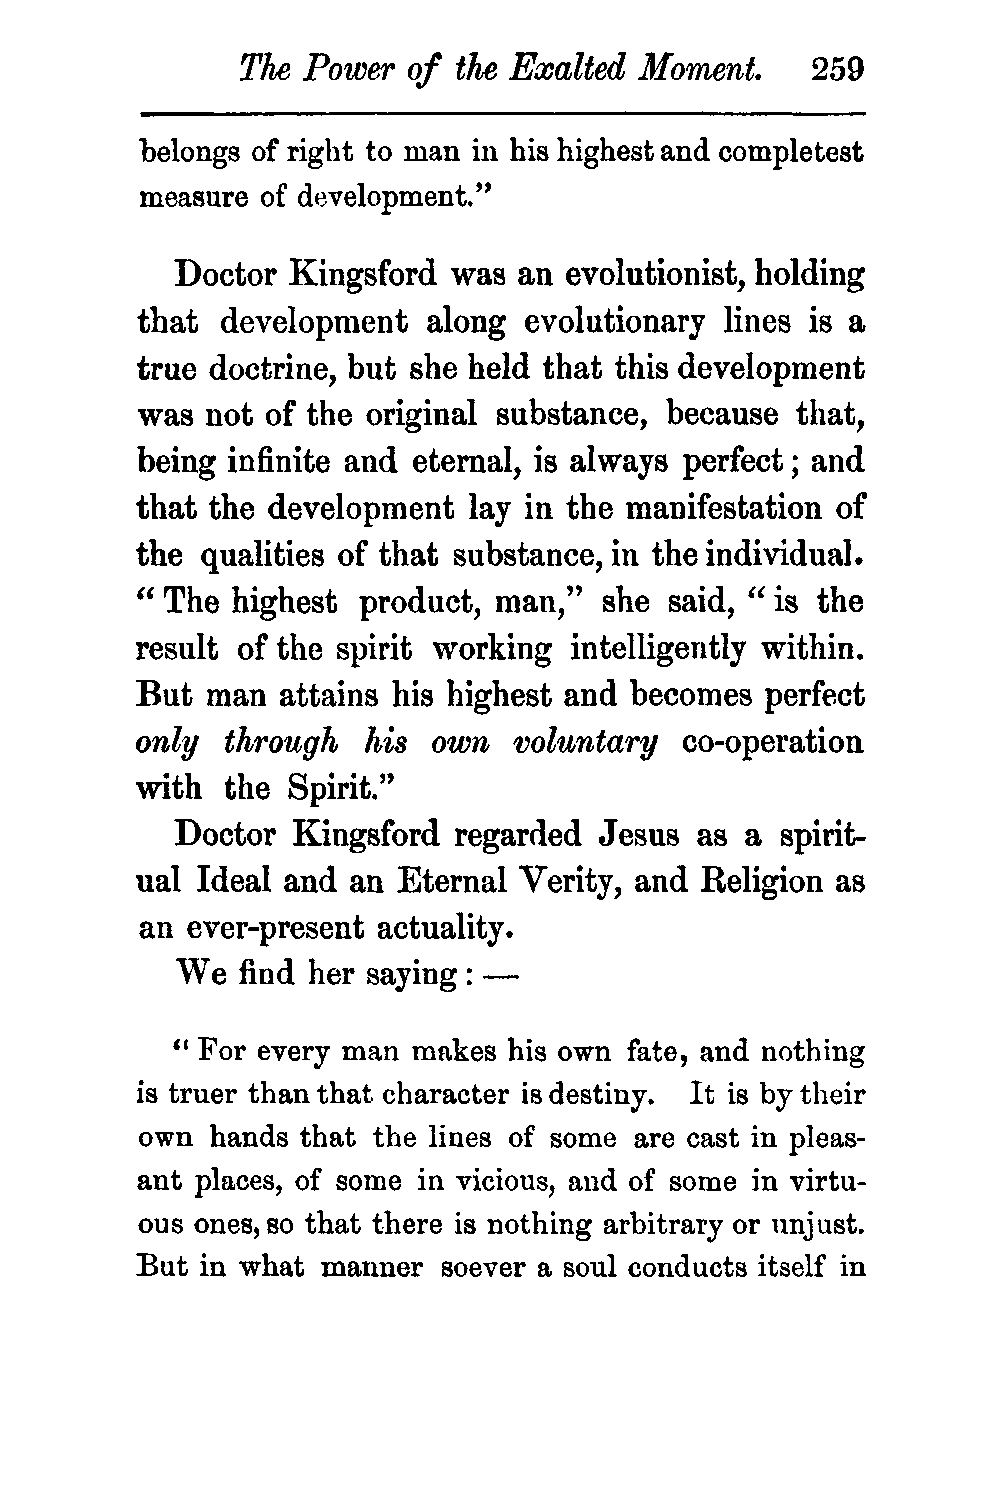 The Power of the Exalted Moment. 259
belongs of right to man in his highest and completest
measure of development."
Doctor Kingsford was an evolutionist, holding
that development along evolutionary lines is a
true doctrine, but she held that this development
was not of the original substance, because that,
being infinite and eternal, is always perfect; and
that the development lay in the manifestation of
the qualities of that substance, in the individual.
"The highest product, man," she said, "is the
result of the spirit working intelligently within.
But man attains his highest and becomes perfect
only through his own voluntary co-operation
with the Spirit."
Doctor Kingsford regarded Jesus as a spirit-
ual Ideal and an Eternal Verity, and Religion as
an ever-present actuality.
We find her saying: —
"For every man makes his own fate, and nothing
is truer than that character is destiny. It is by their
own hands that the lines of some are cast in pleas-
ant places, of some in vicious, and of some in virtu-
ous ones, so that there is nothing arbitrary or unjust.
But in what manner soever a soul conducts itself in